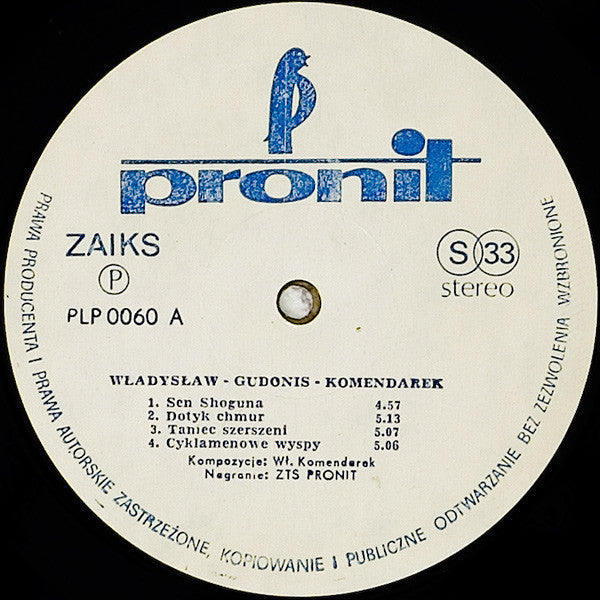 pronit
ZAIKS
P
PLP 0060 A
S 33
stereo
WŁADYSŁAW - GUDONIS - KOMENDAREK
1. Sen Shoguna 4.57
2. Dotyk chmur 5.13
3. Taniec szerszeni 5.07
4. Cyklamenowe wyspy 5.06
Kompozycje: Wł. Komendarek
Nagranie: ZTS PRONIT
PRAWA PRODUCENTA I PRAWA AUTORSKIE ZASTRZEŻONE, KOPIOWANIE I PUBLICZNE ODTWARZANIE BEZ ZEZWOLENIA WZBRONIONE